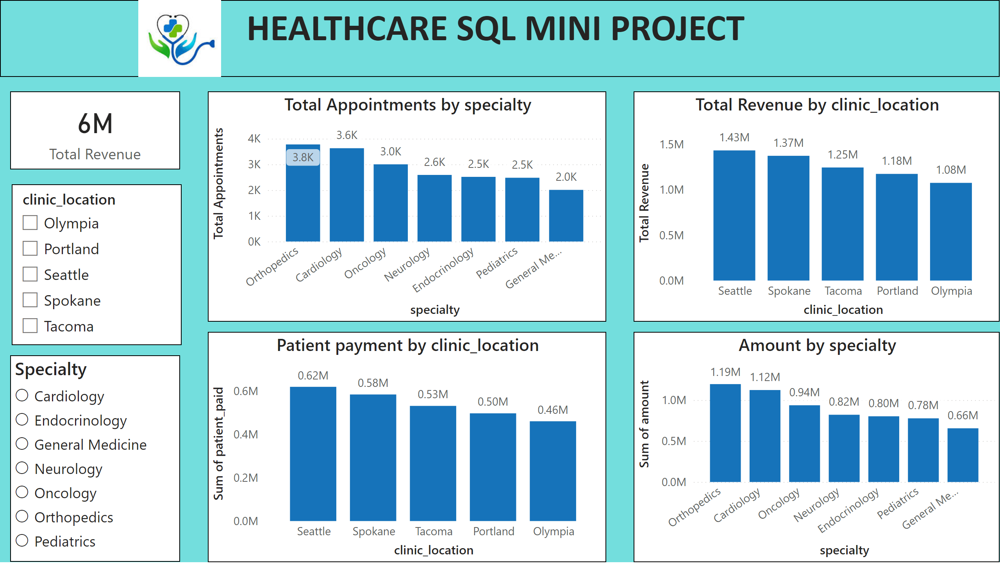 HEALTHCARE SQL MINI PROJECT
6M
Total Revenue
clinic_location
Olympia
Portland
Seattle
Spokane
Tacoma
Specialty
Cardiology
Endocrinology
General Medicine
Neurology
Oncology
Orthopedics
Pediatrics
Total Appointments by specialty
Total Appointments
4K
3K
2K
1K
0K
3.8K
3.6K
3.0K
2.6K
2.5K
2.5K
2.0K
Orthopedics
Cardiology
Oncology
Neurology
Endocrinology
Pediatrics
General Me...
specialty
Total Revenue by clinic_location
Total Revenue
1.5M
1.0M
0.5M
0.0M
1.43M
1.37M
1.25M
1.18M
1.08M
Seattle
Spokane
Tacoma
Portland
Olympia
clinic_location
Patient payment by clinic_location
Sum of patient_paid
0.6M
0.4M
0.2M
0.0M
0.62M
0.58M
0.53M
0.50M
0.46M
Seattle
Spokane
Tacoma
Portland
Olympia
clinic_location
Amount by specialty
Sum of amount
1.0M
0.5M
0.0M
1.19M
1.12M
0.94M
0.82M
0.80M
0.78M
0.66M
Orthopedics
Cardiology
Oncology
Neurology
Endocrinology
Pediatrics
General Me...
specialty